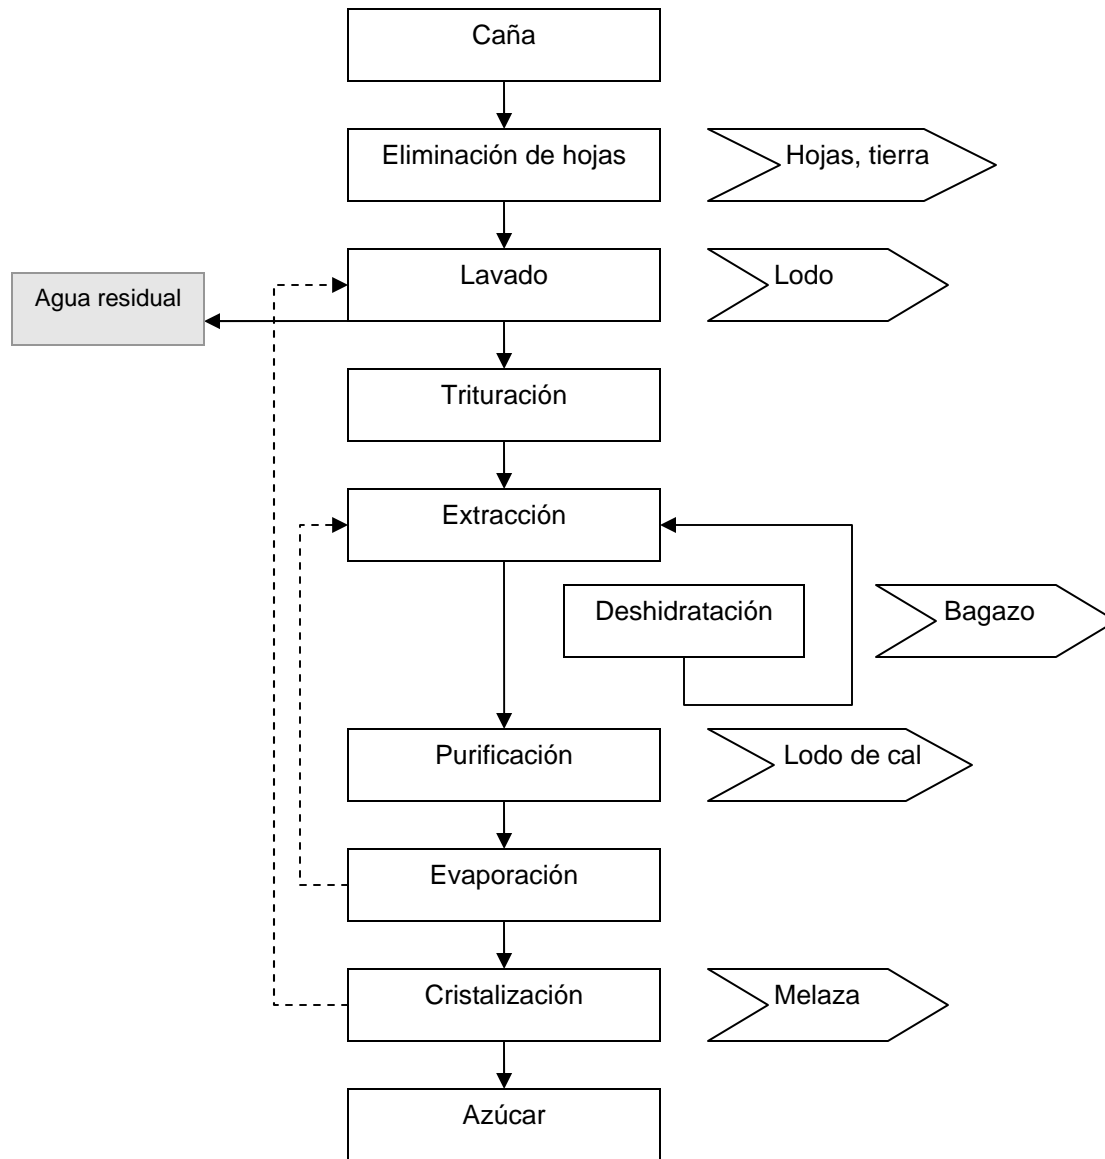 Caña
Eliminación de hojas
Hojas, tierra
Lavado
Lodo
Agua residual
Trituración
Extracción
Deshidratación
Bagazo
Purificación
Lodo de cal
Evaporación
Cristalización
Melaza
Azúcar